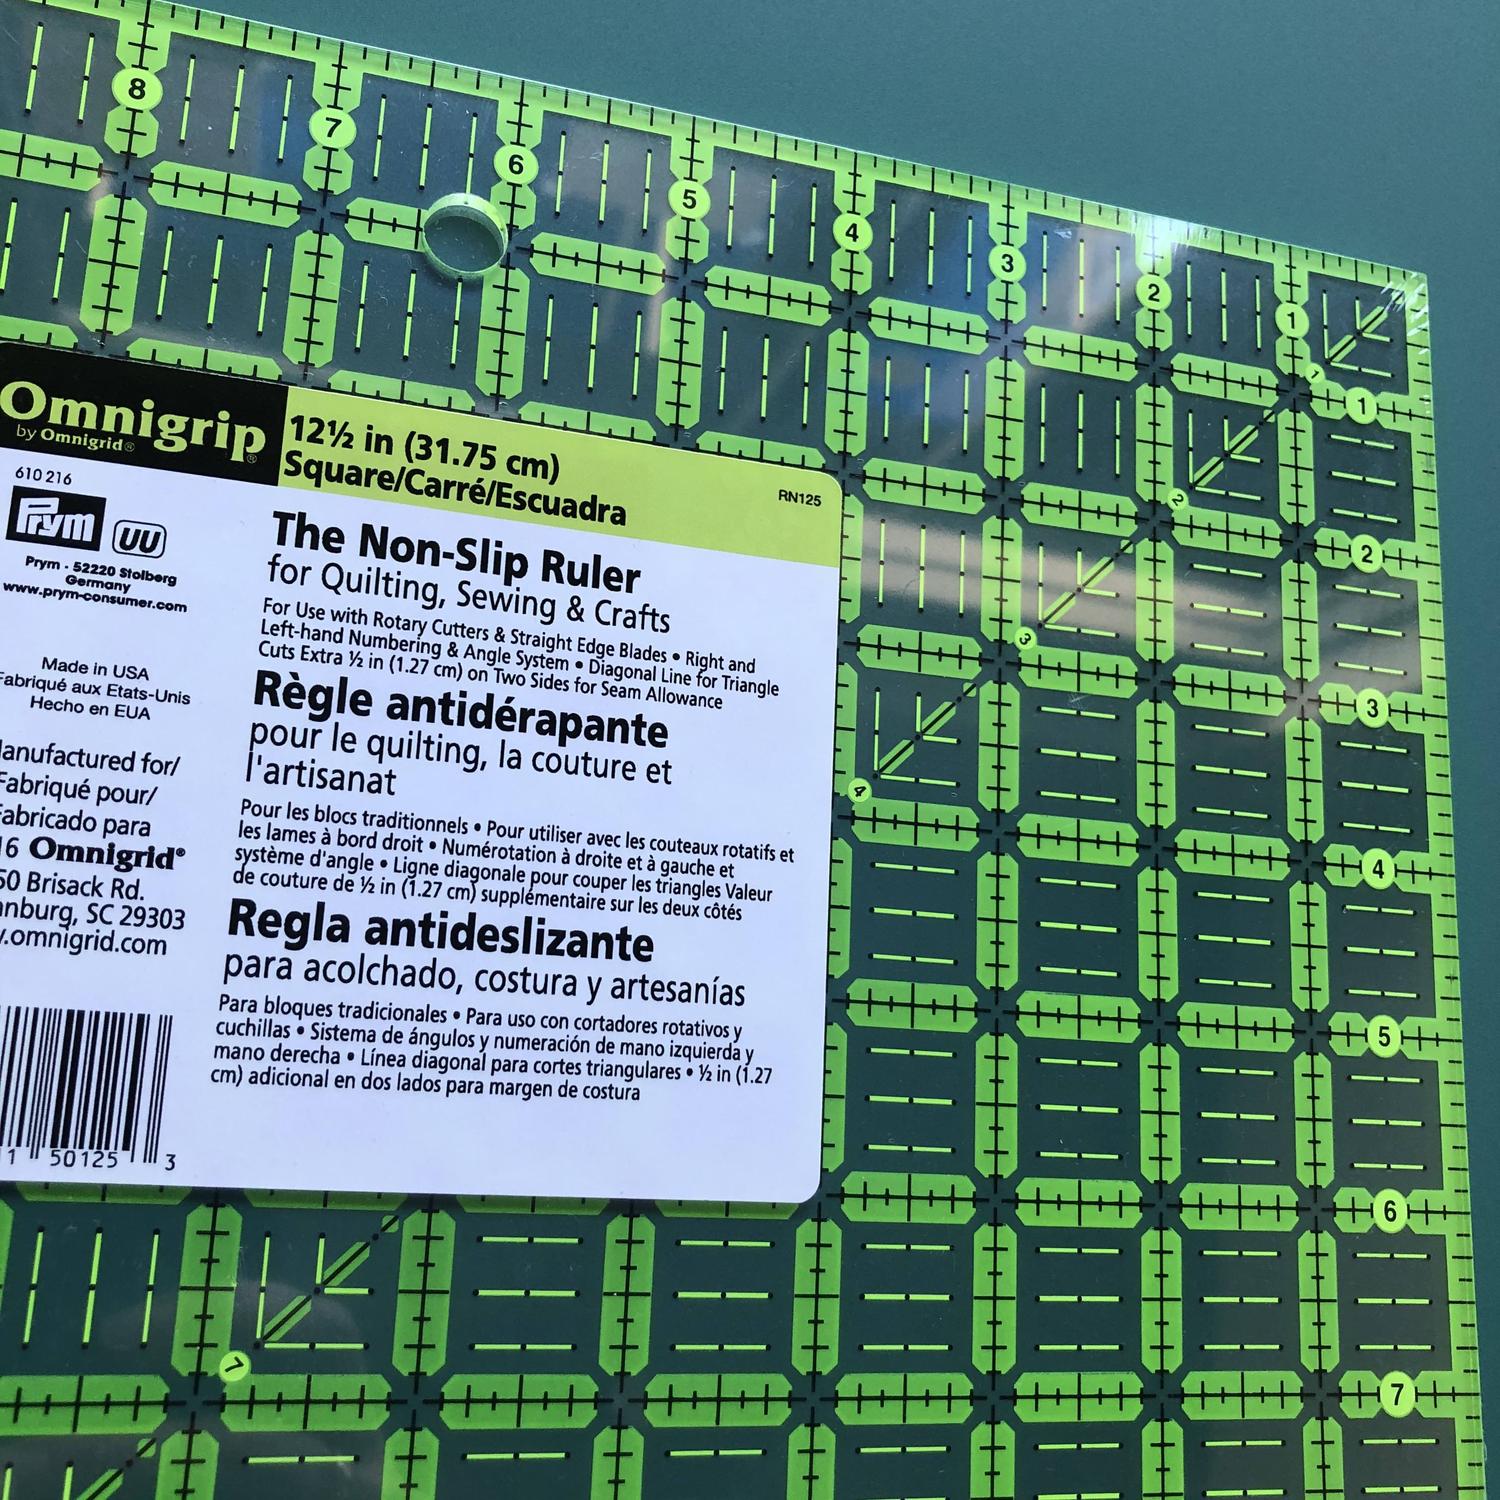 8
7
6
5
4
3
2
1
1
1
2
2
3
3
4
4
5
6
7
7
Omnigrip®
by Omnigrid®
12½ in (31.75 cm)
Square/Carré/Escuadra
RN125
610 216
Prym
Prym - 52220 Stolberg
Germany
www.prym-consumer.com
Made in USA
Fabriqué aux Etats-Unis
Hecho en EUA
Manufactured for/
Fabriqué pour/
Fabricado para
16 Omnigrid®
50 Brisack Rd.
anburg, SC 29303
.omnigrid.com
1 50125 3
The Non-Slip Ruler
for Quilting, Sewing & Crafts
For Use with Rotary Cutters & Straight Edge Blades • Right and
Left-hand Numbering & Angle System • Diagonal Line for Triangle
Cuts Extra ½ in (1.27 cm) on Two Sides for Seam Allowance
Règle antidérapante
pour le quilting, la couture et
l'artisanat
Pour les blocs traditionnels • Pour utiliser avec les couteaux rotatifs et
les lames à bord droit • Numérotation à droite et à gauche et
système d'angle • Ligne diagonale pour couper les triangles Valeur
de couture de ½ in (1.27 cm) supplémentaire sur les deux côtés
Regla antideslizante
para acolchado, costura y artesanías
Para bloques tradicionales • Para uso con cortadores rotativos y
cuchillas • Sistema de ángulos y numeración de mano izquierda y
mano derecha • Línea diagonal para cortes triangulares • ½ in (1.27
cm) adicional en dos lados para margen de costura